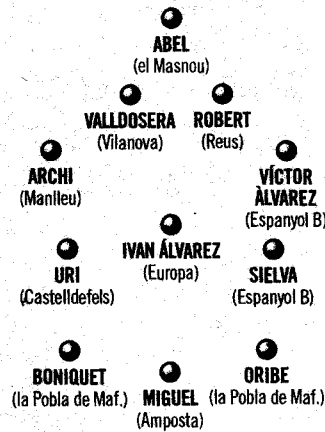 ABEL
(el Masnou)
VALLDOSERA ROBERT
(Vilanova) (Reus)
ARCHI
(Manlleu)
VÍCTOR
ÀLVAREZ
(Espanyol B)
IVAN ÁLVAREZ
(Europa)
URI
(Castelldefels)
SIELVA
(Espanyol B)
BONIQUET
(la Pobla de Maf.)
MIGUEL
(Amposta)
ORIBE
(la Pobla de Maf.)